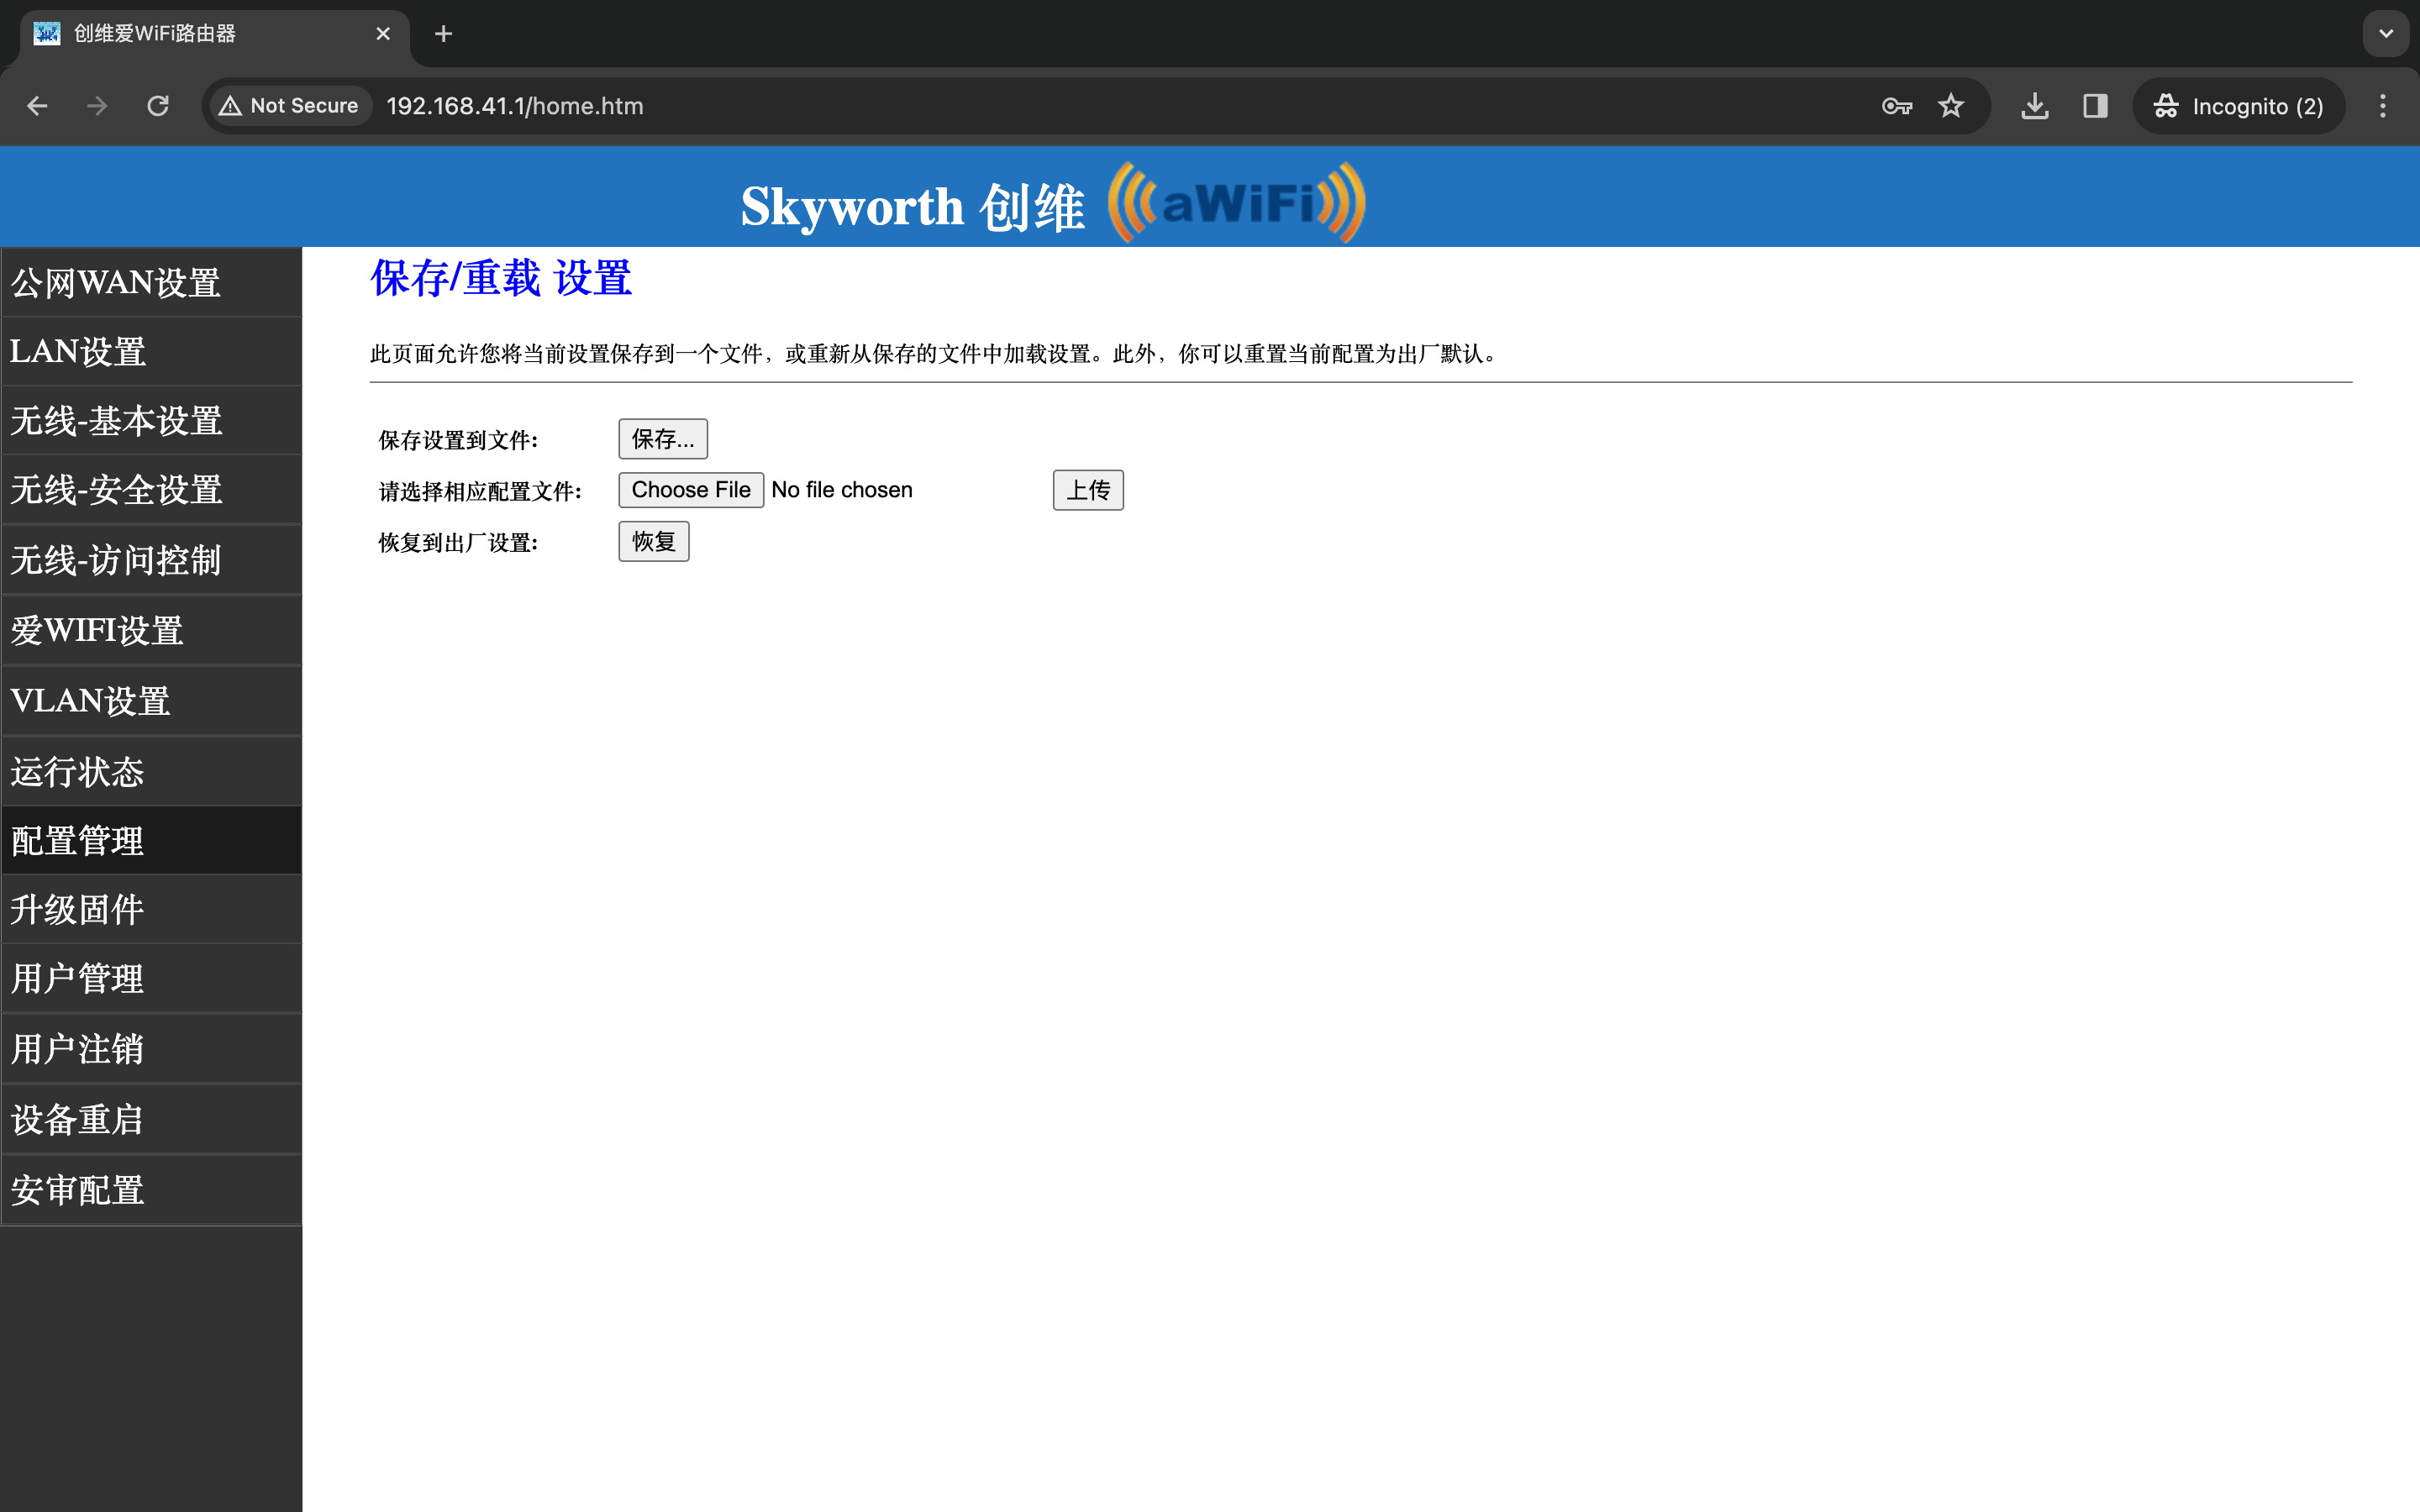 创维爱WiFi路由器
Not Secure 192.168.41.1/home.htm Incognito (2)
Skyworth 创维 aWiFi
公网WAN设置
LAN设置
无线-基本设置
无线-安全设置
无线-访问控制
爱WIFI设置
VLAN设置
运行状态
配置管理
升级固件
用户管理
用户注销
设备重启
安审配置
保存/重载 设置
此页面允许您将当前设置保存到一个文件，或重新从保存的文件中加载设置。此外，你可以重置当前配置为出厂默认。
保存设置到文件: 保存...
请选择相应配置文件: Choose File No file chosen 上传
恢复到出厂设置: 恢复